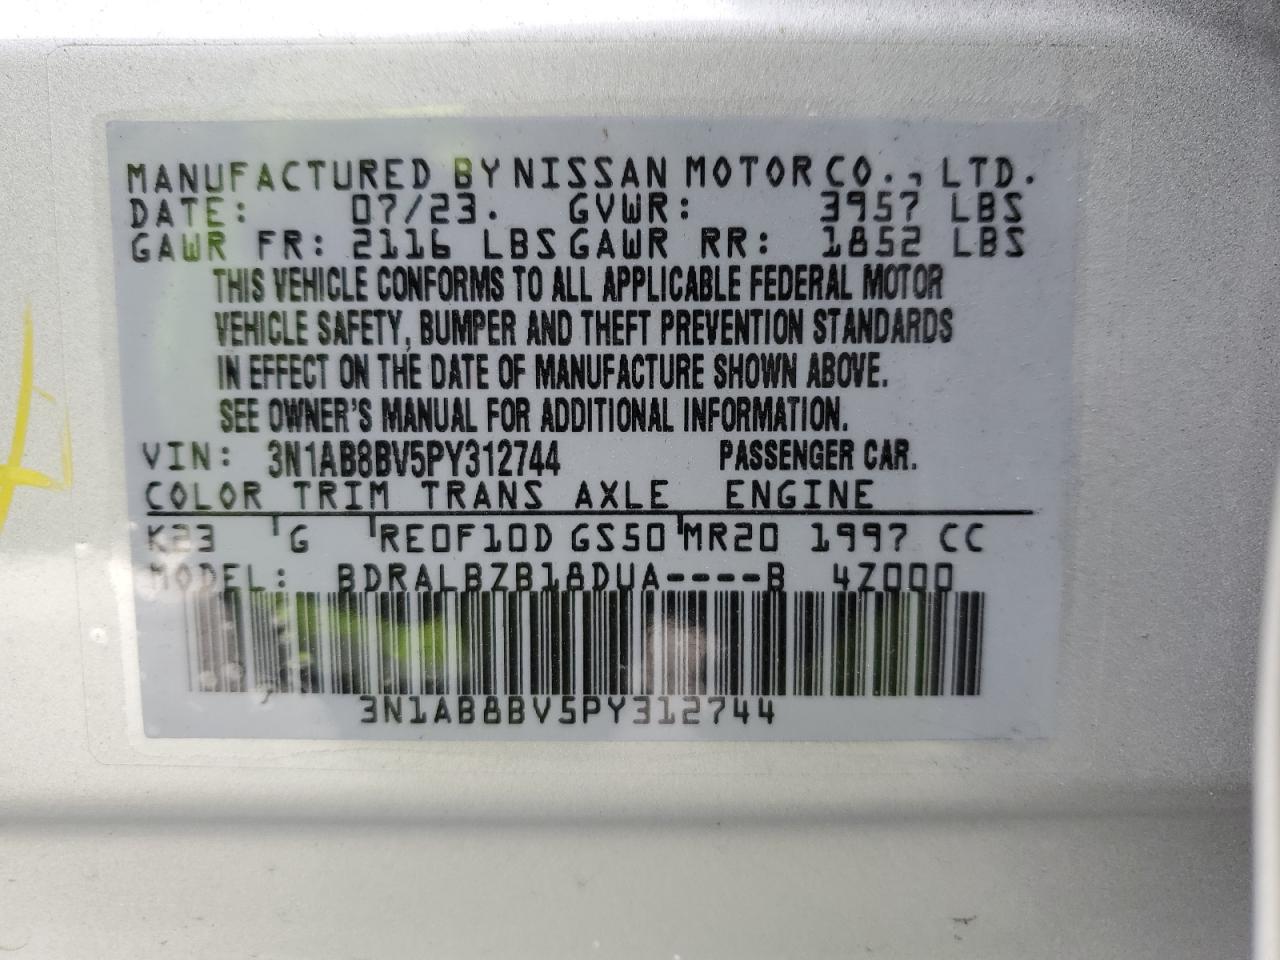 MANUFACTURED BY NISSAN MOTOR CO., LTD.
DATE: 07/23. GVWR: 3957 LBS
GAWR FR: 2116 LBS GAWR RR: 1852 LBS
THIS VEHICLE CONFORMS TO ALL APPLICABLE FEDERAL MOTOR
VEHICLE SAFETY, BUMPER AND THEFT PREVENTION STANDARDS
IN EFFECT ON THE DATE OF MANUFACTURE SHOWN ABOVE.
SEE OWNER'S MANUAL FOR ADDITIONAL INFORMATION.
VIN: 3N1AB8BV5PY312744 PASSENGER CAR.
COLOR TRIM TRANS AXLE ENGINE
K23 G RE0F10D GS50 MR20 1997 CC
MODEL: BDRALBZB18DUA----B 4Z000
3N1AB8BV5PY312744